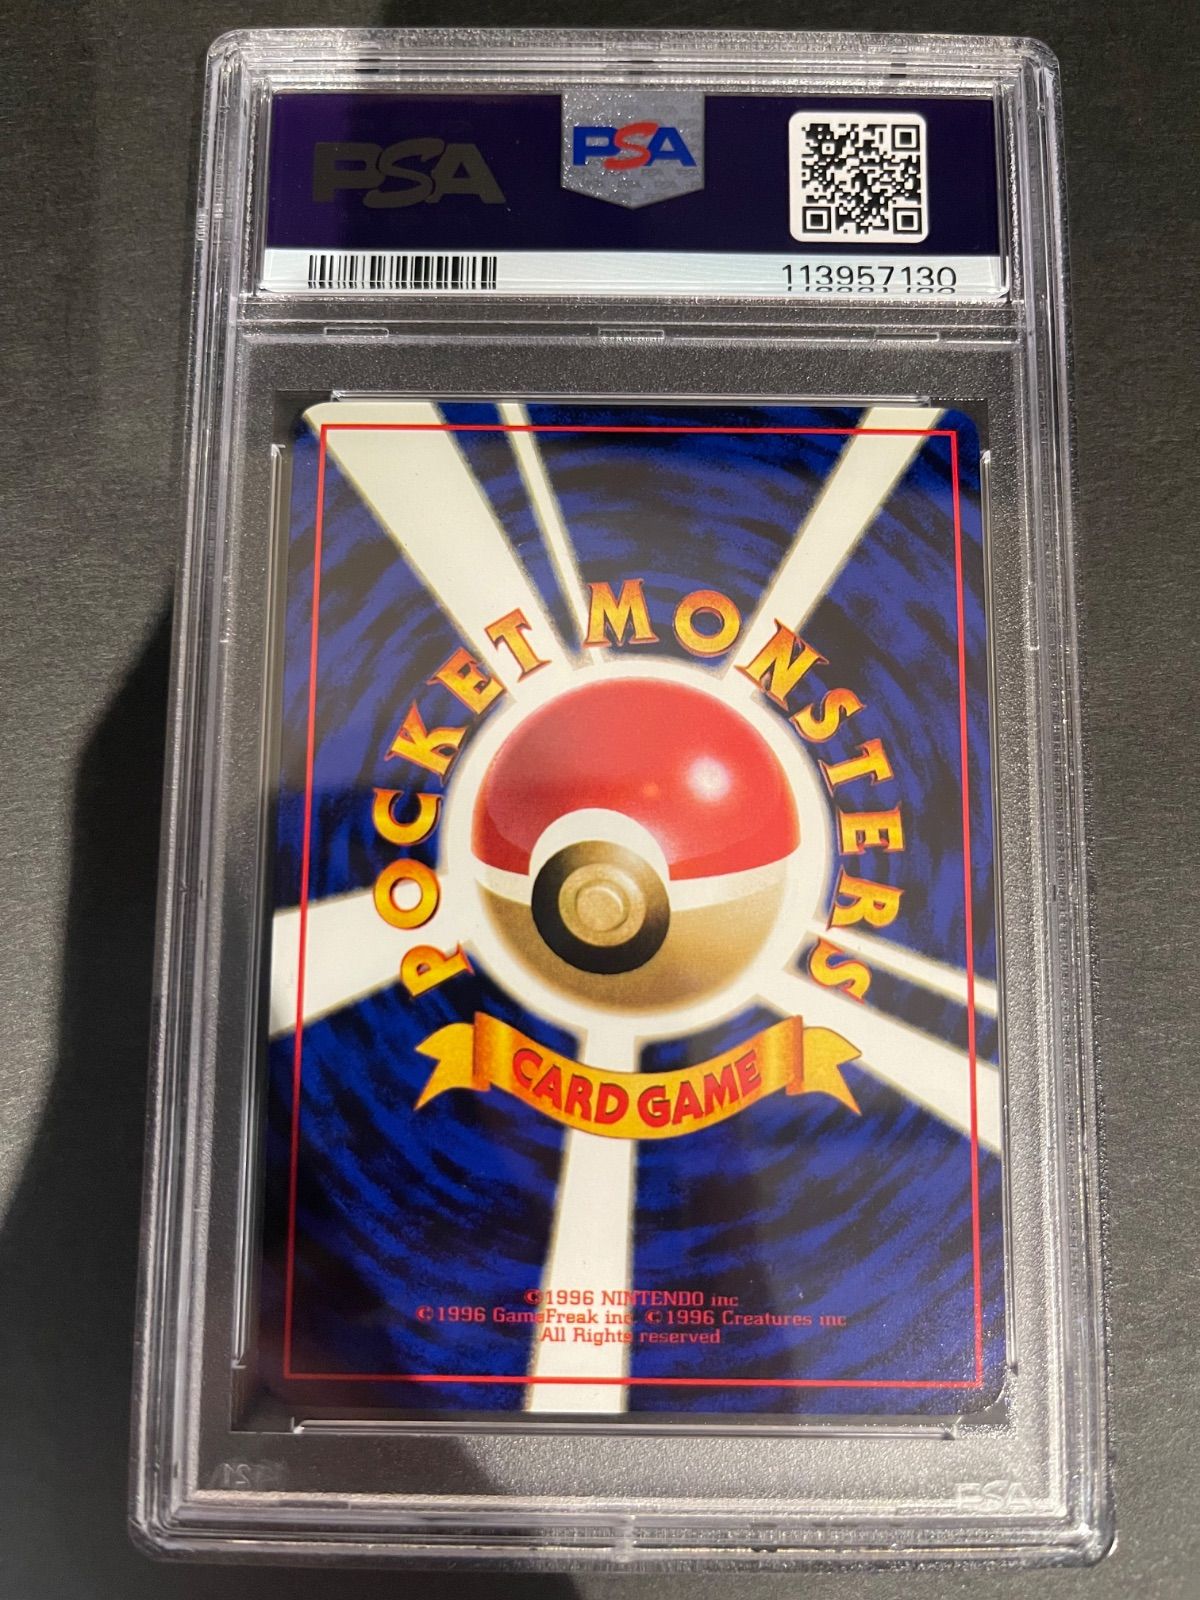 PSA
PSA
113957130
POCKET MONSTERS
CARD GAME
©1996 NINTENDO inc
©1996 GameFreak inc. ©1996 Creatures inc
All Rights reserved
PSA